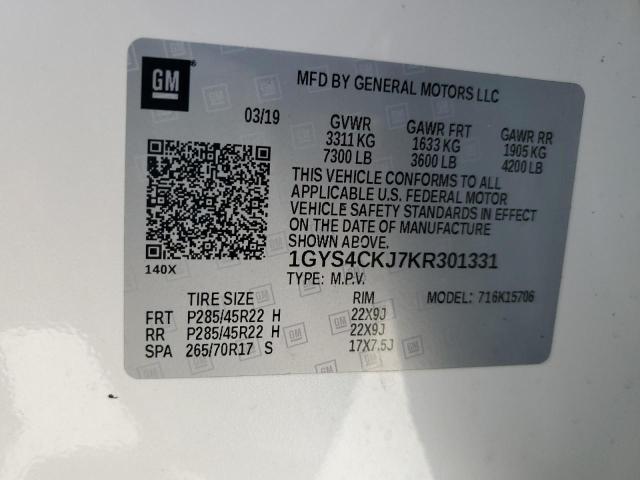 GM
MFD BY GENERAL MOTORS LLC
03/19 GVWR GAWR FRT GAWR RR
3311 KG 1633 KG 1905 KG
7300 LB 3600 LB 4200 LB
THIS VEHICLE CONFORMS TO ALL
APPLICABLE U.S. FEDERAL MOTOR
VEHICLE SAFETY STANDARDS IN EFFECT
ON THE DATE OF MANUFACTURE
SHOWN ABOVE.
1GYS4CKJ7KR301331
140X TYPE: M.P.V.
TIRE SIZE RIM MODEL: 716K15706
FRT P285/45R22 H 22X9J
RR P285/45R22 H 22X9J
SPA 265/70R17 S 17X7.5J